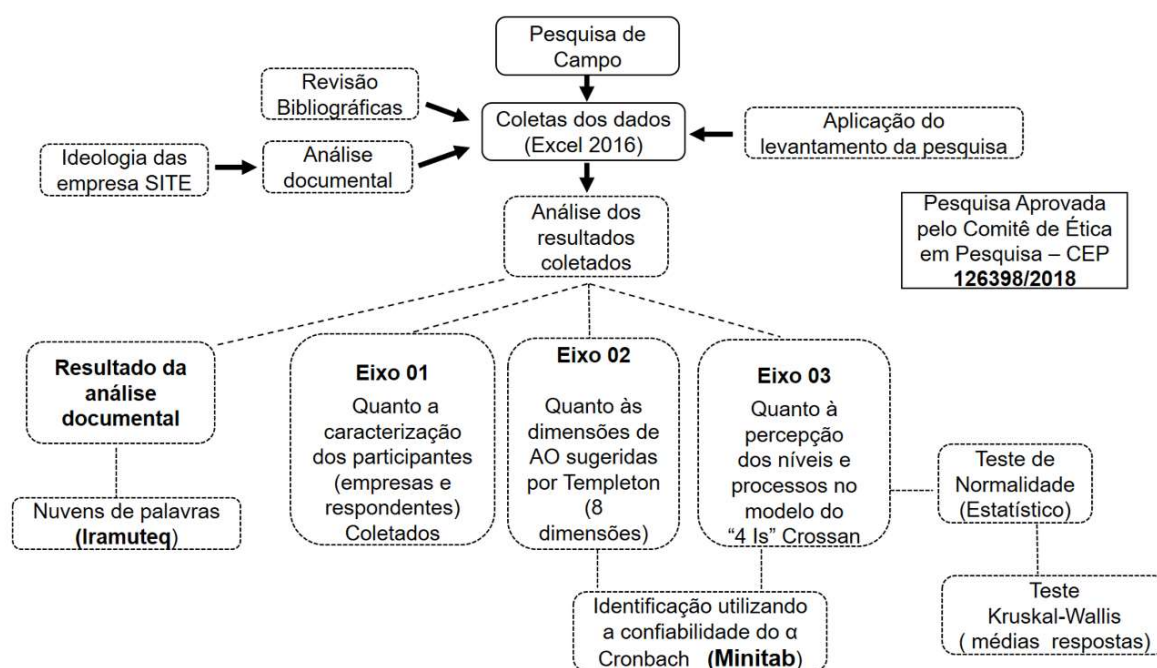 Pesquisa de
Campo
Revisão
Bibliográficas
Coletas dos dados
(Excel 2016)
Aplicação do
levantamento da pesquisa
Ideologia das
empresa SITE
Análise
documental
Análise dos
resultados
coletados
Pesquisa Aprovada
pelo Comitê de Ética
em Pesquisa – CEP
126398/2018
Resultado da
análise
documental
Eixo 01
Quanto a
caracterização
dos participantes
(empresas e
respondentes)
Coletados
Eixo 02
Quanto às
dimensões de
AO sugeridas
por Templeton
(8
dimensões)
Eixo 03
Quanto à
percepção
dos níveis e
processos no
modelo do
“4 Is” Crossan
Teste de
Normalidade
(Estatístico)
Nuvens de palavras
(Iramuteq)
Identificação utilizando
a confiabilidade do α
Cronbach (Minitab)
Teste
Kruskal-Wallis
( médias respostas)